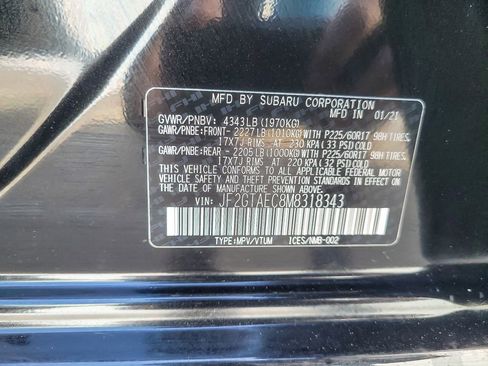 MFD BY SUBARU CORPORATION
MFD IN 01/21
GVWR/PNBV: 4343LB (1970KG)
GAWR/PNBE:FRONT- 2227LB (1010KG) WITH P225/60R17 98H TIRES,
17X7J RIMS AT 230 KPA (33 PSI) COLD
GAWR/PNBE:REAR - 2205LB (1000KG) WITH P225/60R17 98H TIRES,
17X7J RIMS AT 220 KPA (32 PSI) COLD
THIS VEHICLE CONFORMS TO ALL APPLICABLE FEDERAL MOTOR
VEHICLE SAFETY, BUMPER, AND THEFT PREVENTION STANDARDS
IN EFFECT ON THE DATE OF MANUFACTURE SHOWN ABOVE.
VIN: JF2GTAEC8M8318343
TYPE:MPV/VTUM ICES/NMB-002